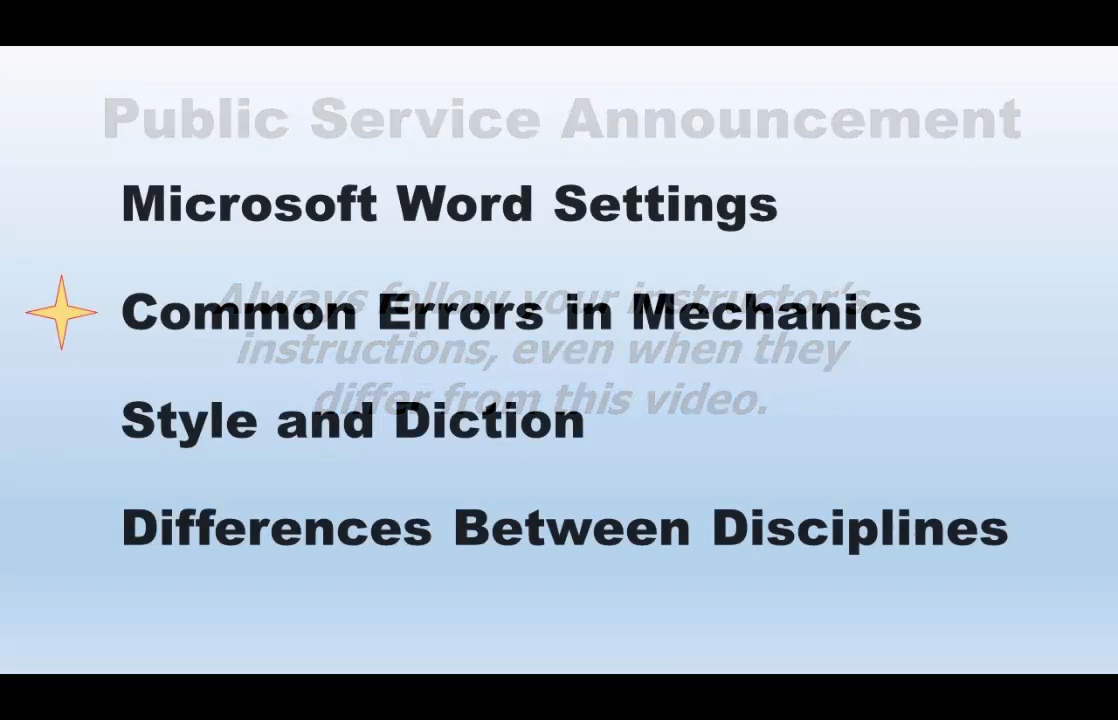 Public Service Announcement
Microsoft Word Settings
Always follow your instructor's
Common Errors in Mechanics
instructions, even when they
differ from this video.
Style and Diction
Differences Between Disciplines